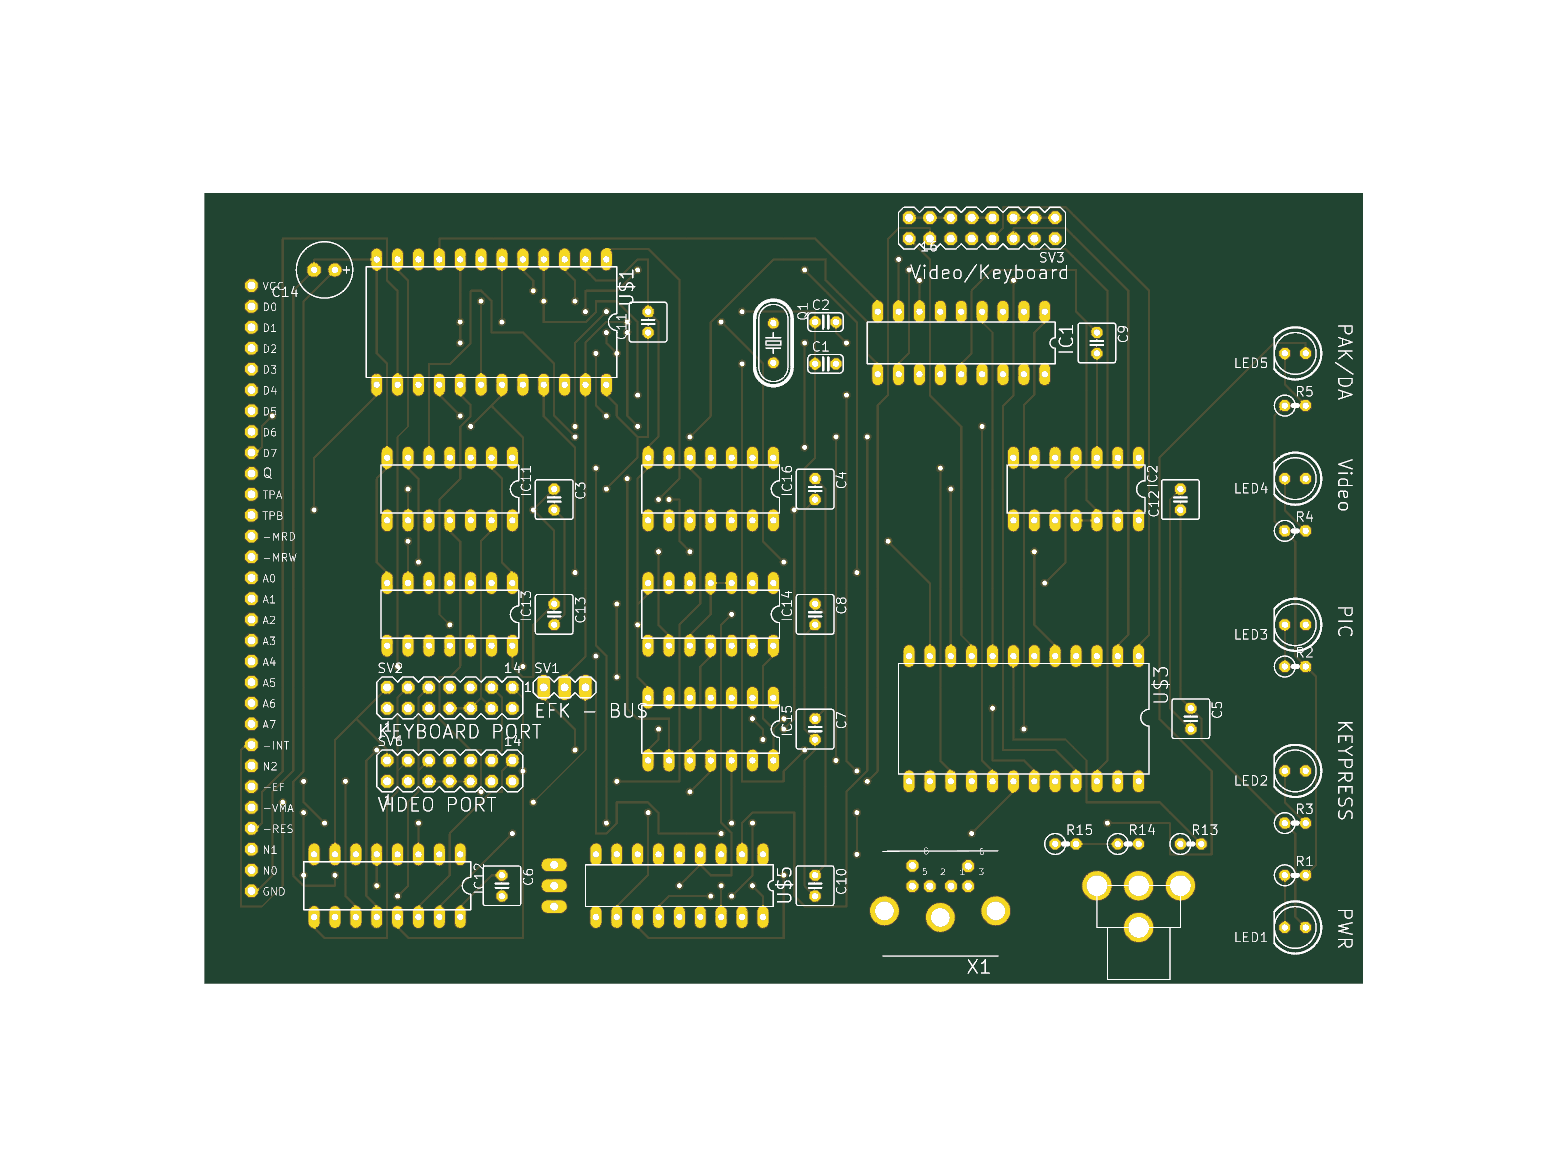 16
SV3
Video/Keyboard
VCC
C14
+
D0
D1
D2
D3
D4
D5
D6
D7
Q
TPA
TPB
-MRD
-MRW
A0
A1
A2
A3
A4
A5
A6
A7
-INT
N2
-EF
-VMA
-RES
N1
N0
GND
U$1
C11
Q1
C2
C1
IC1
C9
LED5
PAK/DA
R5
IC11
C3
IC16
C4
IC2
C12
LED4
Video
R4
IC13
C13
IC14
C8
LED3
PIC
R2
SV2
14
1
SV1
1
EFK - BUS
KEYBOARD PORT
SV6
14
1
VIDEO PORT
IC15
C7
U$3
C5
LED2
KEYPRESS
R3
R15
R14
R13
IC12
C6
U$5
C10
6
5
2
1
3
X1
R1
LED1
PWR